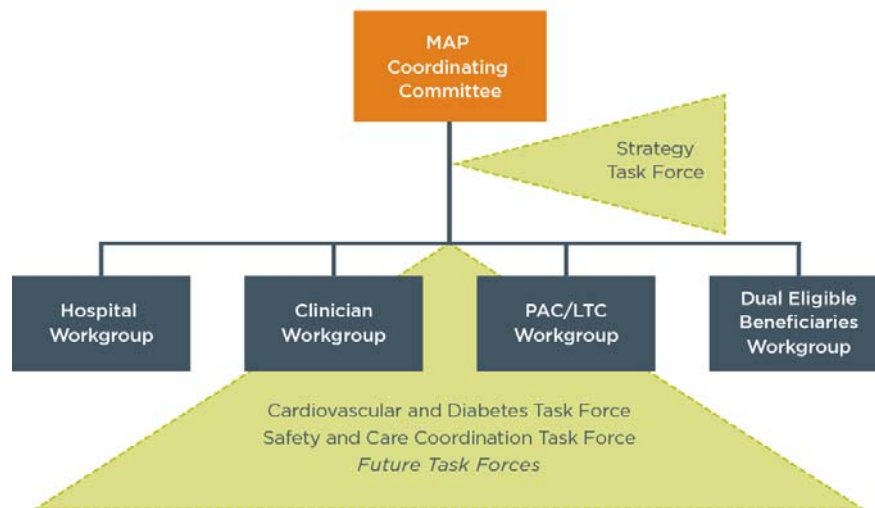 MAP
Coordinating
Committee
Strategy
Task Force
Hospital
Workgroup
Clinician
Workgroup
PAC/LTC
Workgroup
Dual Eligible
Beneficiaries
Workgroup
Cardiovascular and Diabetes Task Force
Safety and Care Coordination Task Force
Future Task Forces